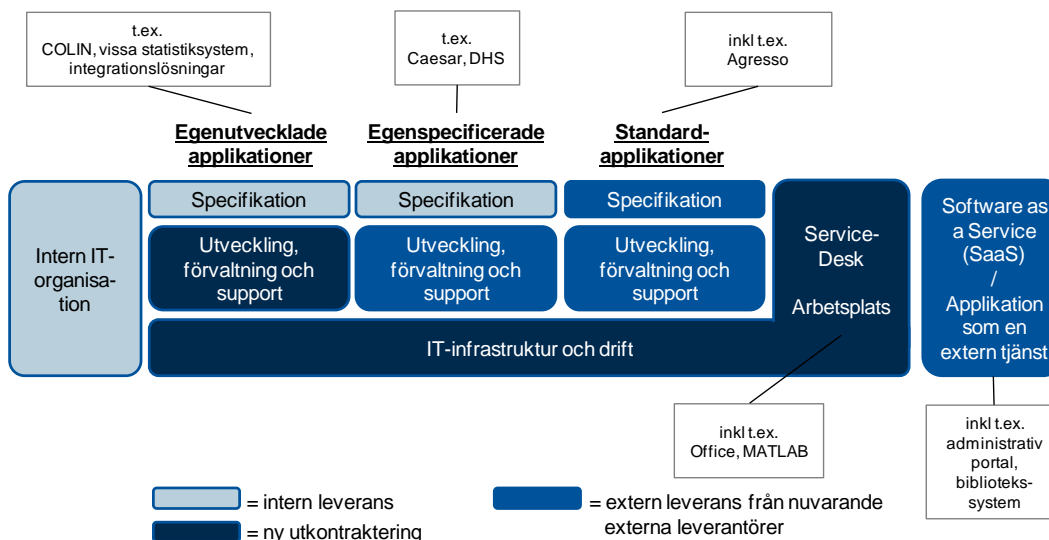 t.ex.
COLIN, vissa statistiksystem,
integrationslösningar
t.ex.
Caesar, DHS
inkl t.ex.
Agresso
Egenutvecklade
applikationer
Egenspecificerade
applikationer
Standard-
applikationer
Intern IT-
organisa-
tion
Specifikation
Specifikation
Specifikation
Utveckling,
förvaltning och
support
Utveckling,
förvaltning och
support
Utveckling,
förvaltning och
support
Service-
Desk
Arbetsplats
IT-infrastruktur och drift
Software as
a Service
(SaaS)
/
Applikation
som en
extern tjänst
inkl t.ex.
Office, MATLAB
inkl t.ex.
administrativ
portal,
biblioteks-
system
= intern leverans
= ny utkontraktering
= extern leverans från nuvarande
externa leverantörer